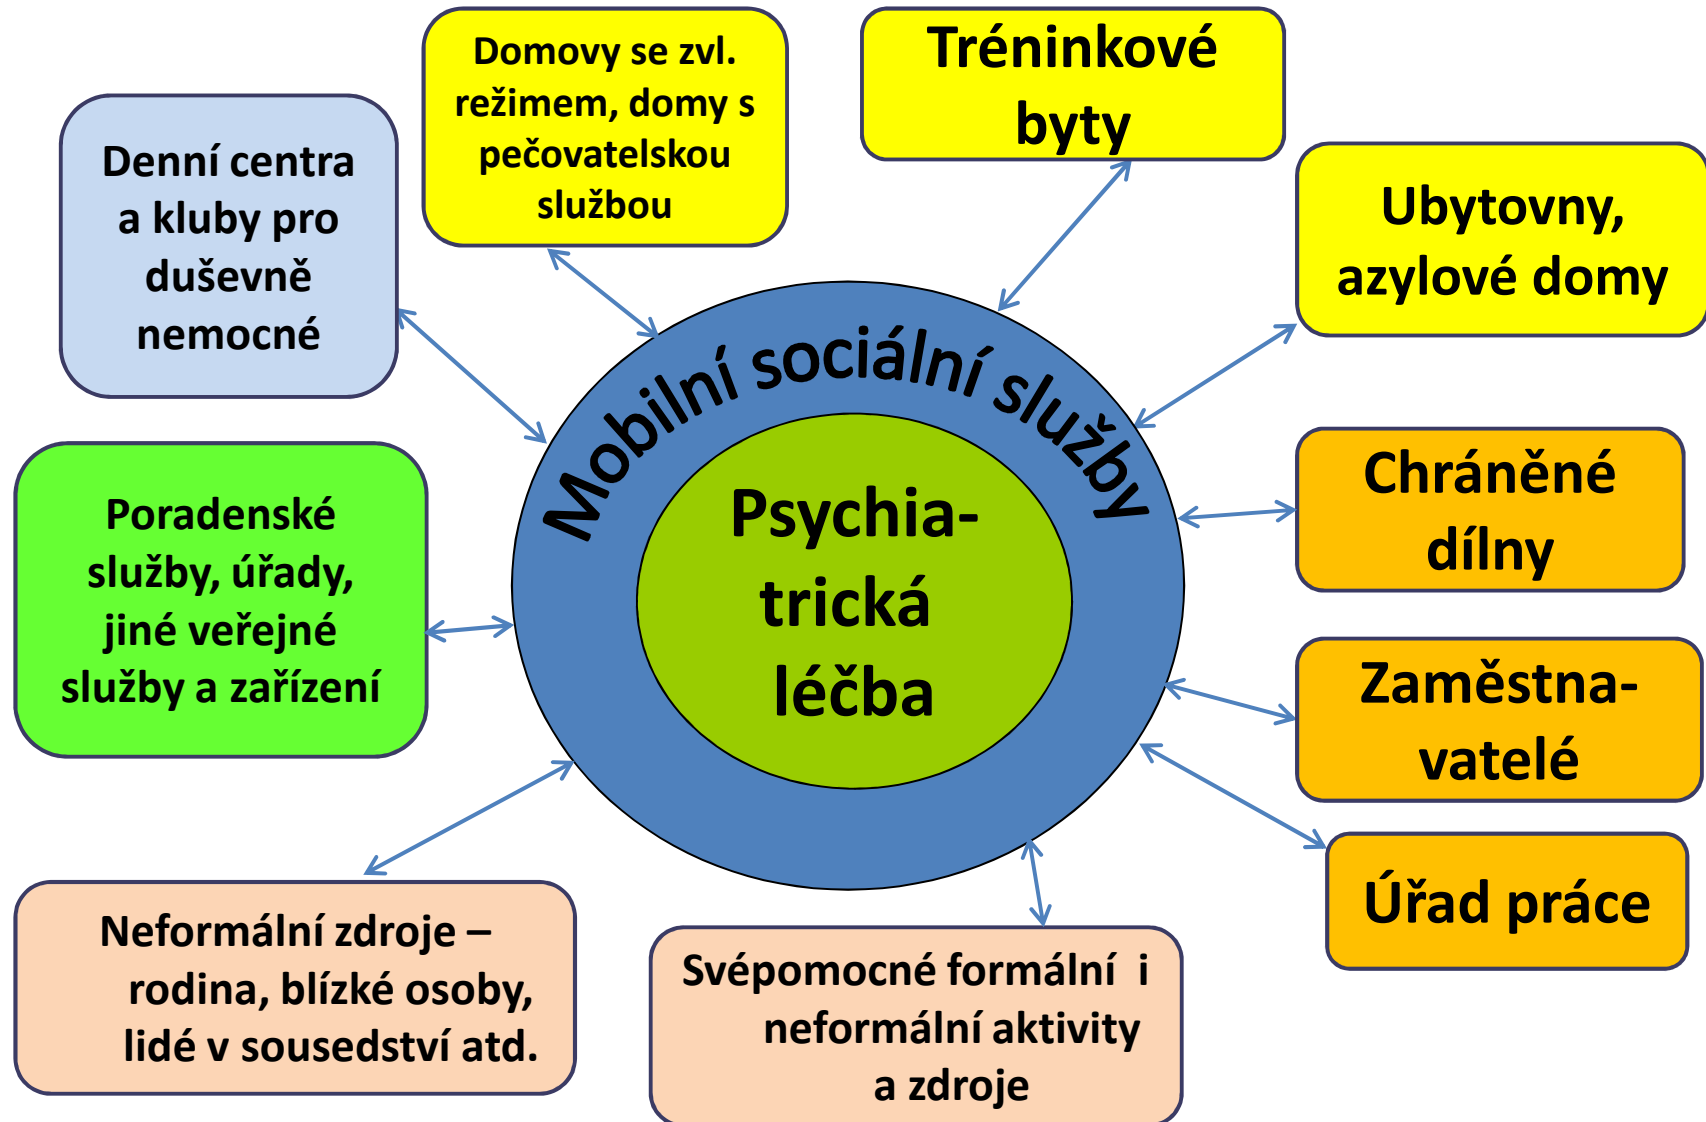 Domovy se zvl.
režimem, domy s
pečovatelskou
službou
Tréninkové
byty
Denní centra
a kluby pro
duševně
nemocné
Ubytovny,
azylové domy
Mobilní sociální služby
Psychia-
trická
léčba
Chráněné
dílny
Poradenské
služby, úřady,
jiné veřejné
služby a zařízení
Zaměstna-
vatelé
Úřad práce
Neformální zdroje –
rodina, blízké osoby,
lidé v sousedství atd.
Svépomocné formální i
neformální aktivity
a zdroje